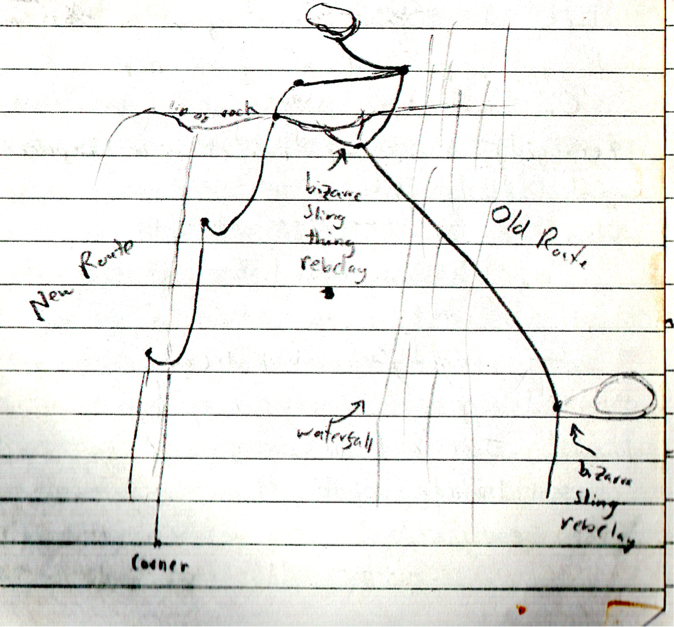 lip of rock
bizarre
sling
thing
rebelay
Old Route
New Route
waterfall
bizarre
sling
rebelay
Corner